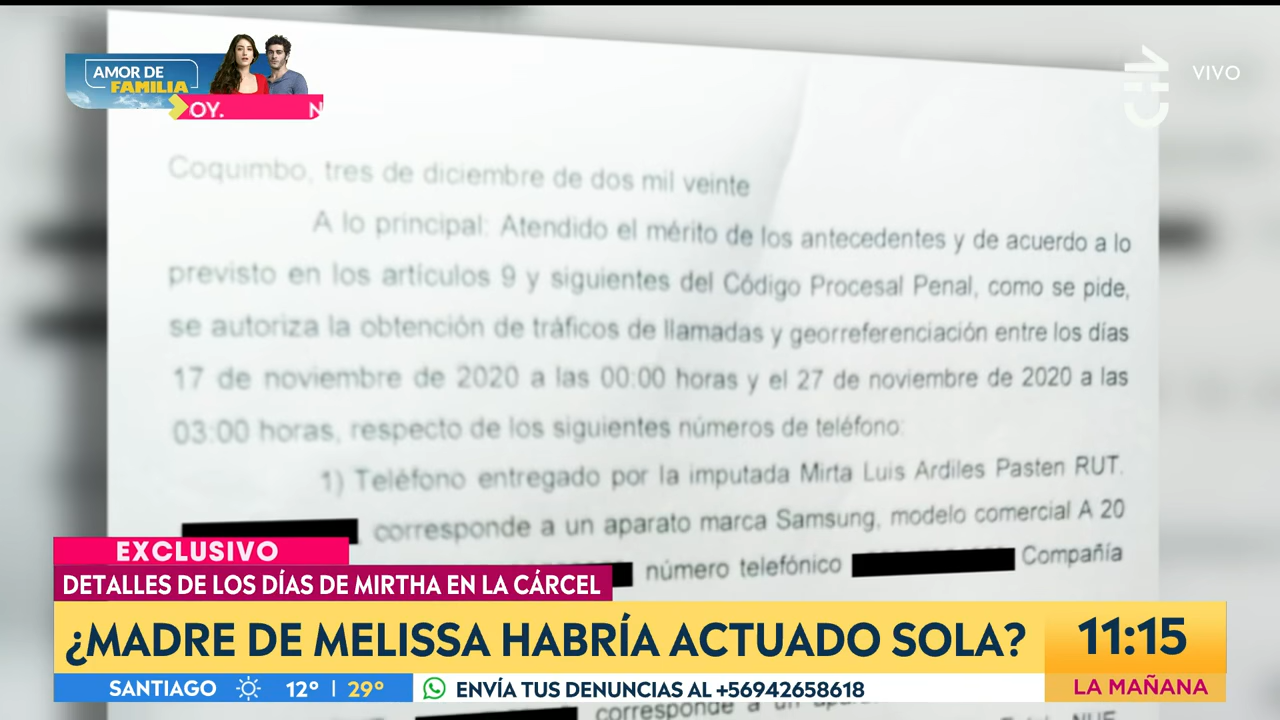 AMOR DE
FAMILIA
OY. N
CHV
VIVO
Coquimbo, tres de diciembre de dos mil veinte
A lo principal: Atendido el mérito de los antecedentes y de acuerdo a lo
previsto en los artículos 9 y siguientes del Código Procesal Penal, como se pide,
se autoriza la obtención de tráficos de llamadas y georreferenciación entre los días
17 de noviembre de 2020 a las 00:00 horas y el 27 de noviembre de 2020 a las
03:00 horas, respecto de los siguientes números de teléfono:
1) Teléfono entregado por la imputada Mirta Luis Ardiles Pasten RUT.
corresponde a un aparato marca Samsung, modelo comercial A 20
número telefónico Compañía
EXCLUSIVO
DETALLES DE LOS DÍAS DE MIRTHA EN LA CÁRCEL
¿MADRE DE MELISSA HABRÍA ACTUADO SOLA?
11:15
SANTIAGO 12° | 29° ENVÍA TUS DENUNCIAS AL +56942658618
LA MAÑANA
corresponde a un